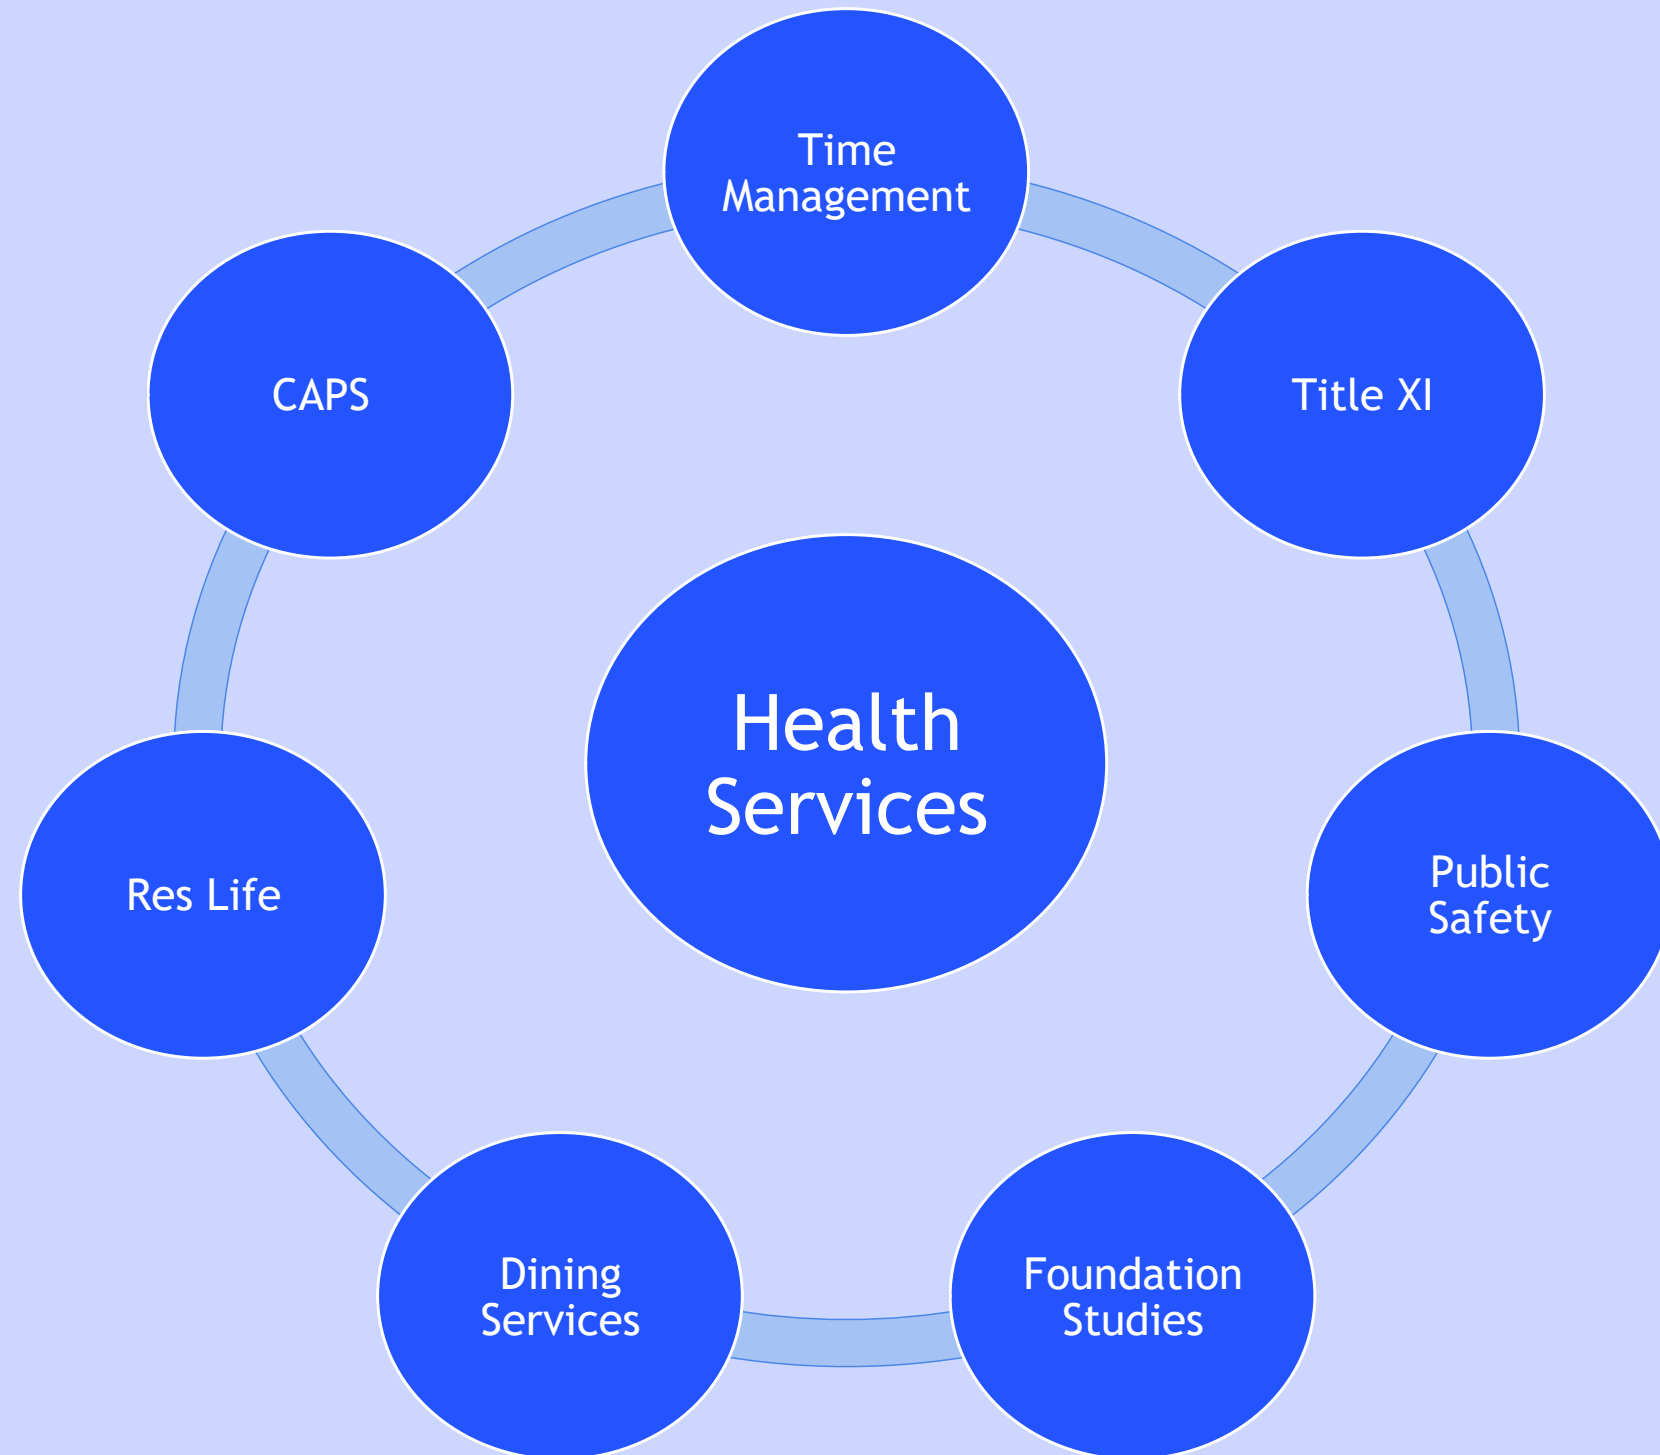 Time
Management
CAPS
Title XI
Health
Services
Res Life
Public
Safety
Dining
Services
Foundation
Studies